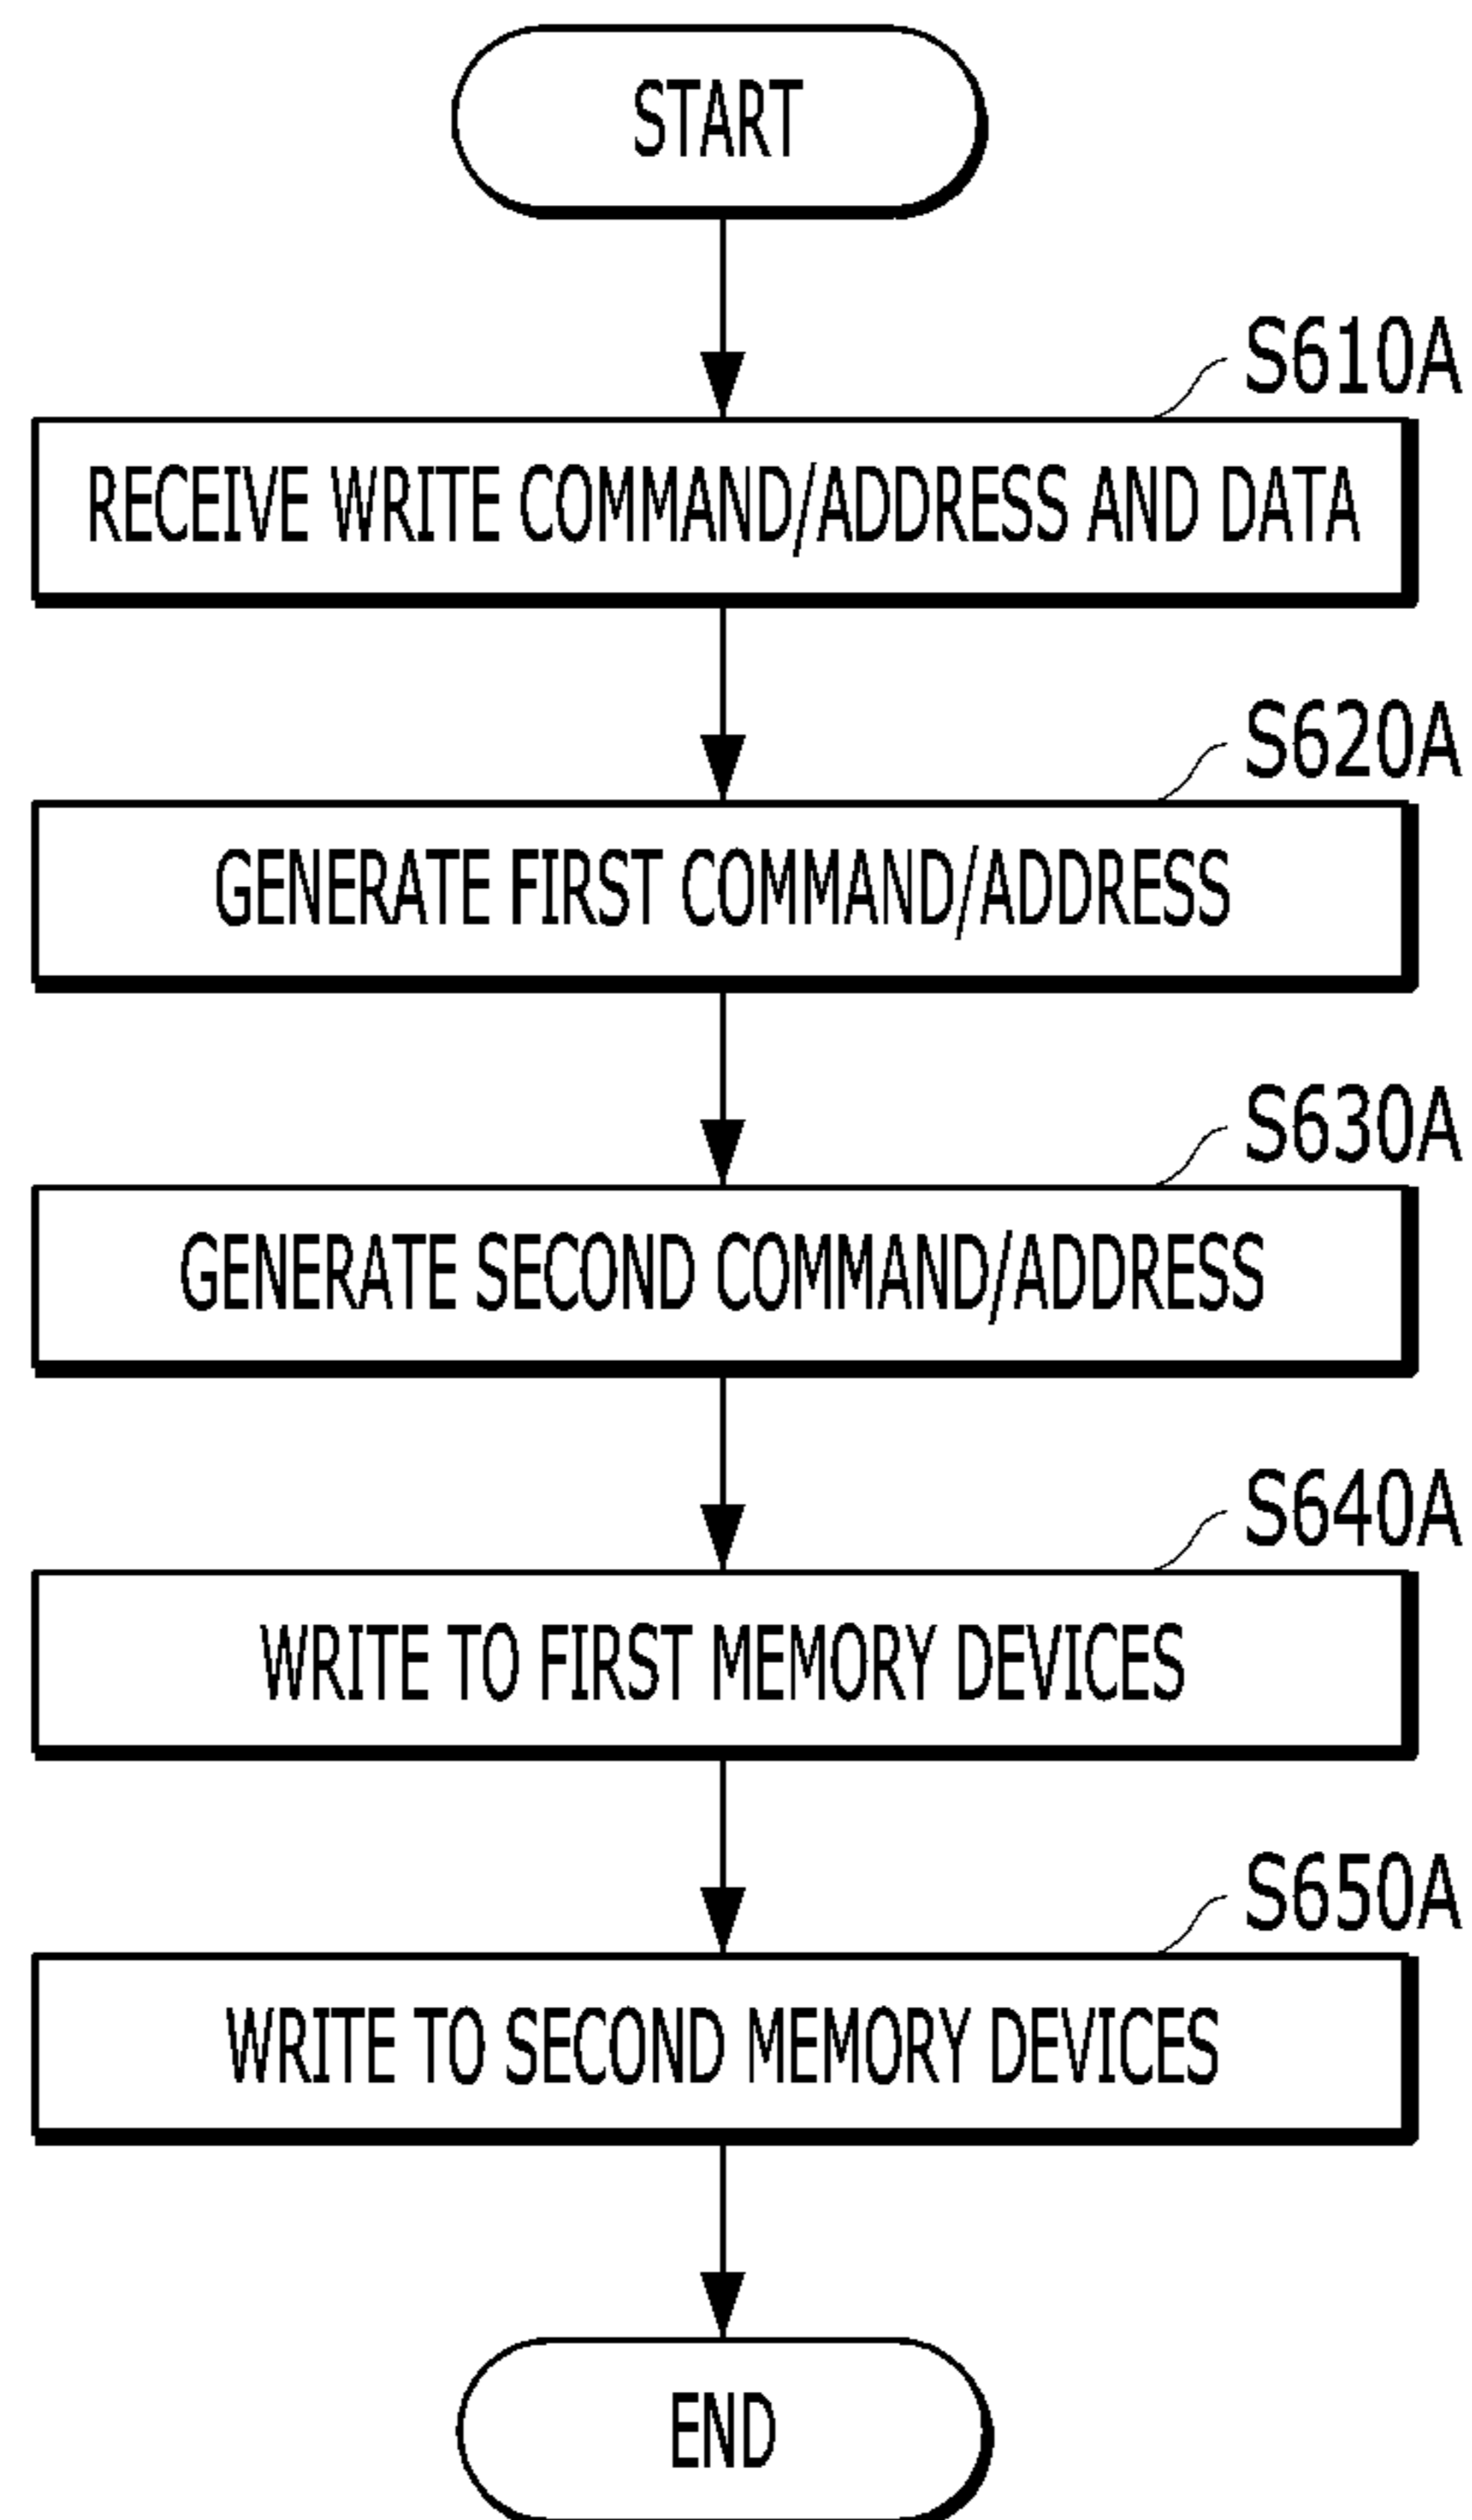 START
S610A
RECEIVE WRITE COMMAND/ADDRESS AND DATA
S620A
GENERATE FIRST COMMAND/ADDRESS
S630A
GENERATE SECOND COMMAND/ADDRESS
S640A
WRITE TO FIRST MEMORY DEVICES
S650A
WRITE TO SECOND MEMORY DEVICES
END